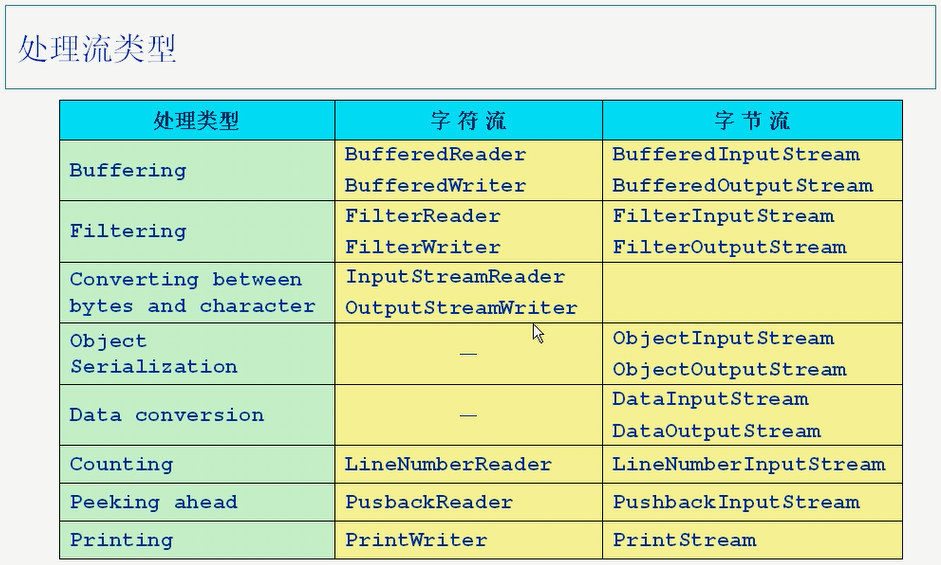 处理流类型
处理类型 字符流 字节流
Buffering BufferedReader BufferedInputStream
BufferedWriter BufferedOutputStream
Filtering FilterReader FilterInputStream
FilterWriter FilterOutputStream
Converting between InputStreamReader
bytes and character OutputStreamWriter
Object — ObjectInputStream
Serialization ObjectOutputStream
Data conversion — DataInputStream
DataOutputStream
Counting LineNumberReader LineNumberInputStream
Peeking ahead PusbackReader PushbackInputStream
Printing PrintWriter PrintStream